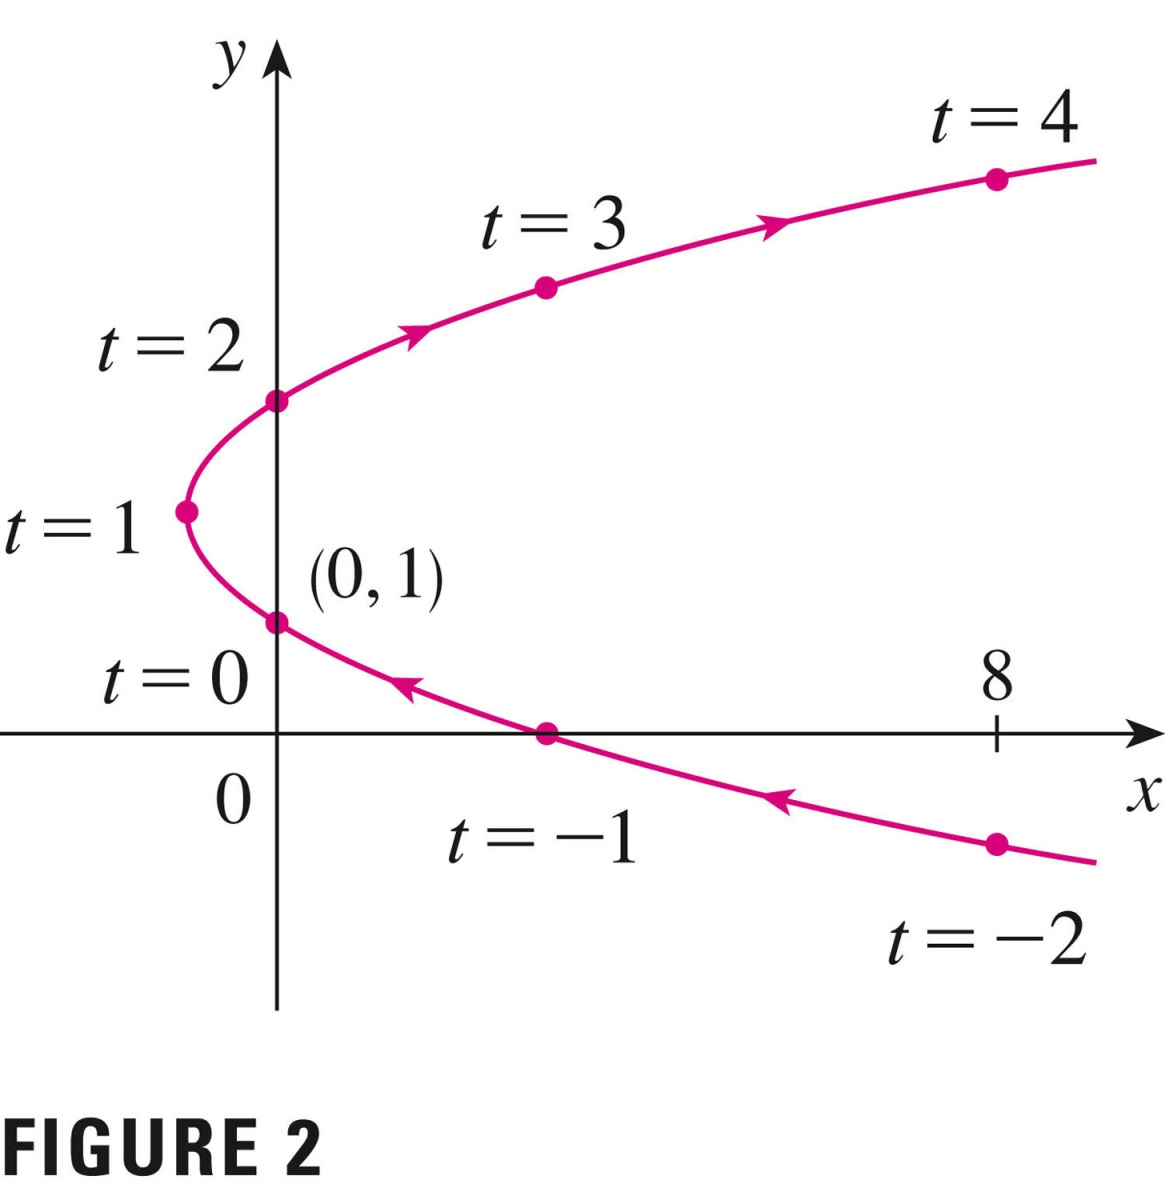 y
t = 4
t = 3
t = 2
t = 1
(0, 1)
t = 0
8
0
x
t = −1
t = −2
FIGURE 2